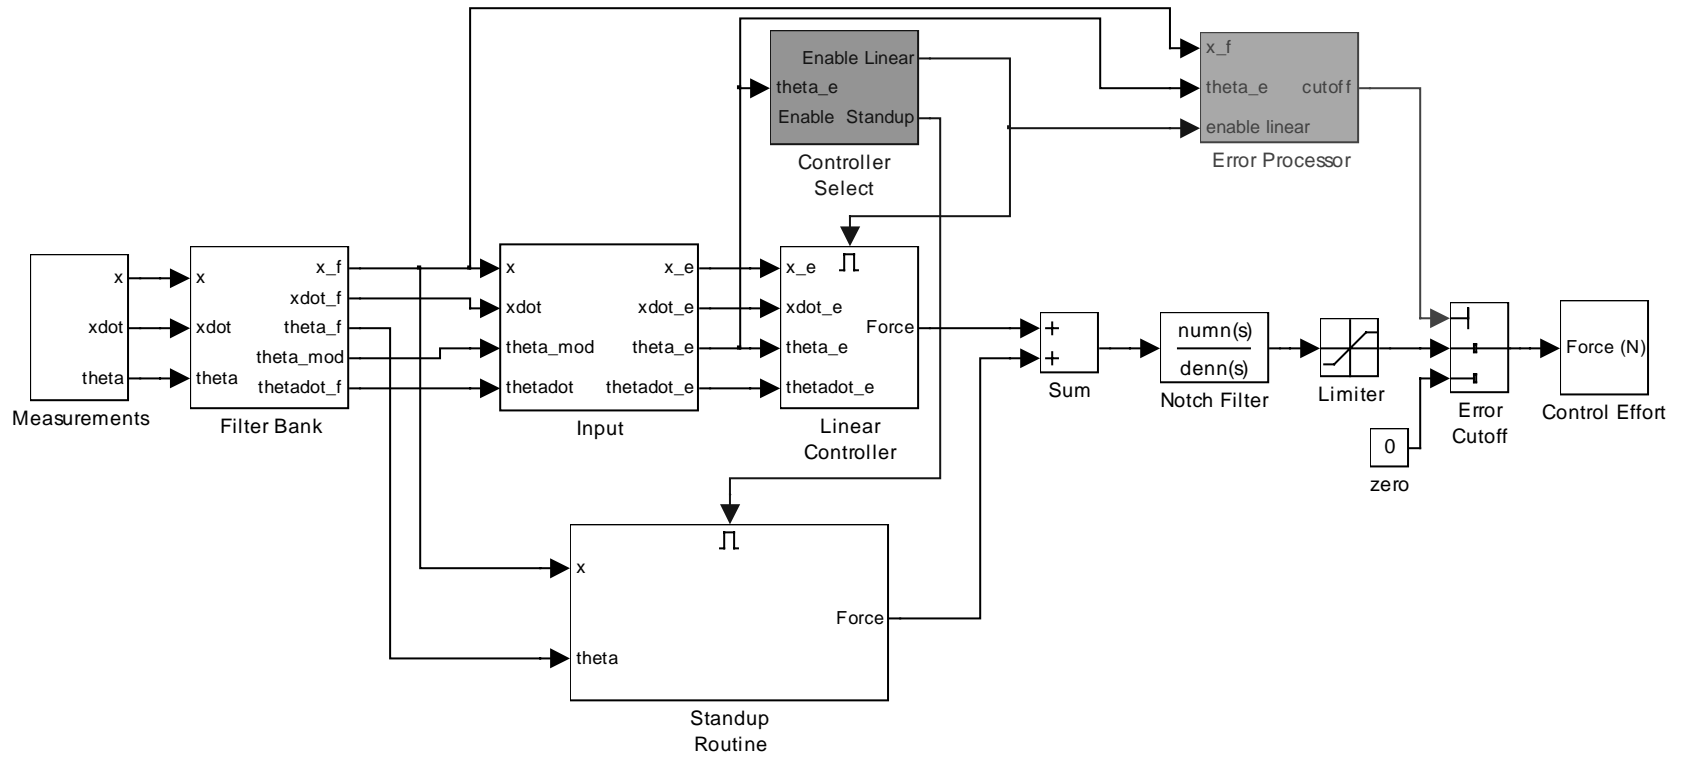 Enable Linear
theta_e
Enable Standup
Controller
Select
x_f
theta_e cutoff
enable linear
Error Processor
x
xdot
theta
Measurements
x
xdot
theta
x_f
xdot_f
theta_f
theta_mod
thetadot_f
Filter Bank
x
xdot
theta_mod
thetadot
x_e
xdot_e
theta_e
thetadot_e
Input
x_e
xdot_e
theta_e
thetadot_e
Force
Linear
Controller
+
+
Sum
numn(s)
denn(s)
Notch Filter
Limiter
Error
Cutoff
0
zero
Force (N)
Control Effort
x
theta
Force
Standup
Routine